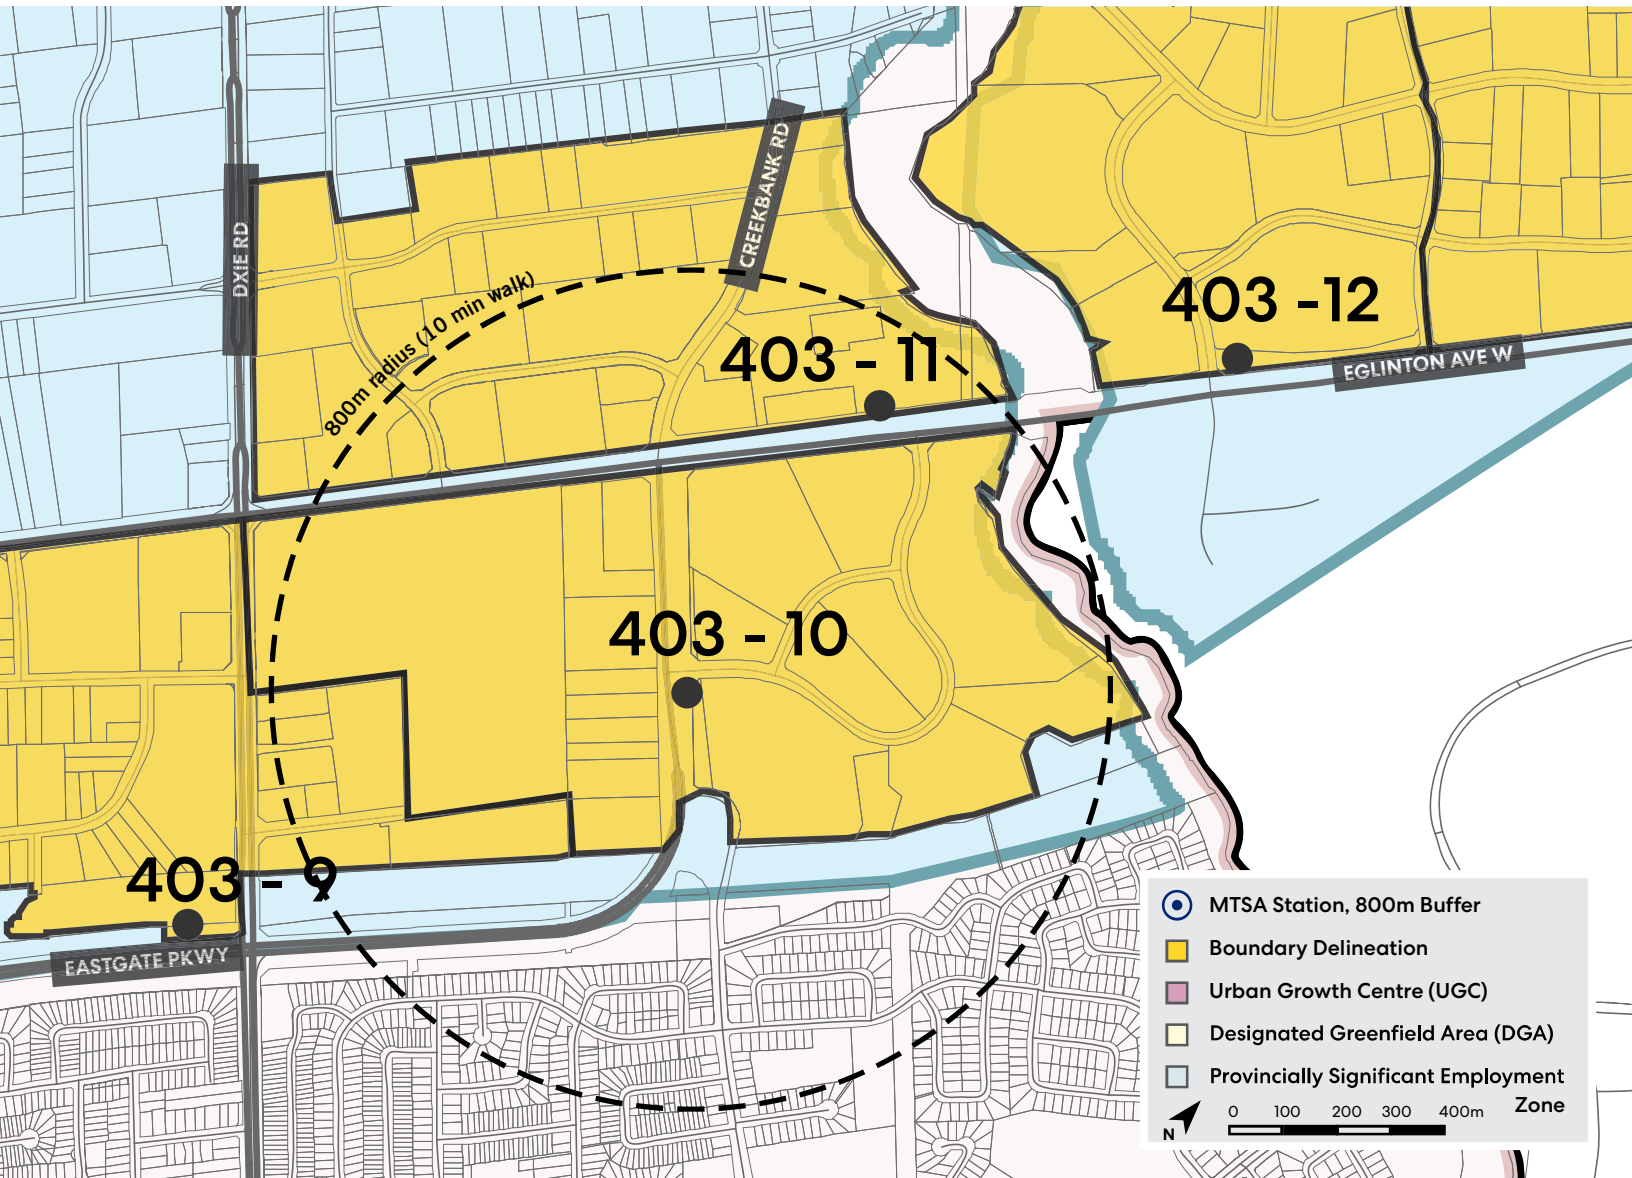 CREEKBANK RD
DXIE RD
800m radius (10 min walk)
403 -12
403 - 11
EGLINTON AVE W
403 - 10
403 - 9
EASTGATE PKWY
MTSA Station, 800m Buffer
Boundary Delineation
Urban Growth Centre (UGC)
Designated Greenfield Area (DGA)
Provincially Significant Employment
Zone
N
0 100 200 300 400m